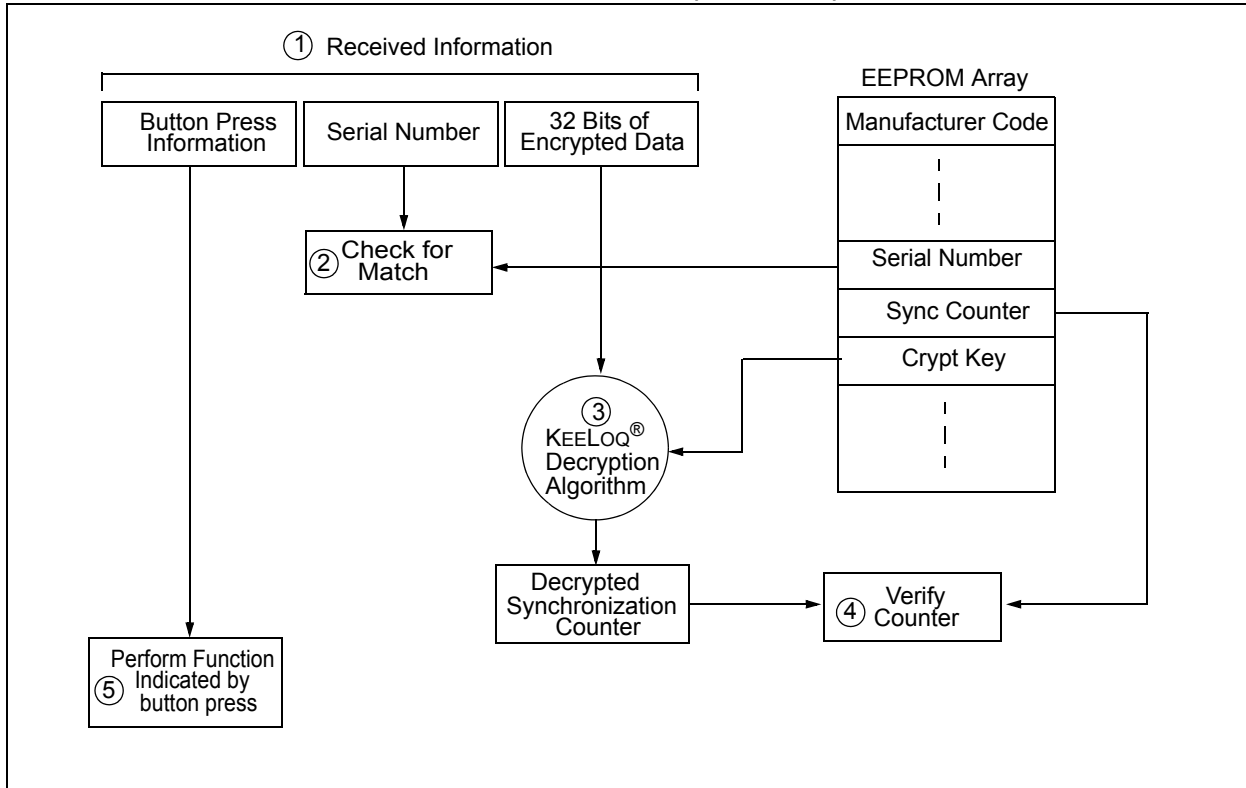 ① Received Information
EEPROM Array
Button Press
Information
Serial Number
32 Bits of
Encrypted Data
Manufacturer Code
② Check for
Match
Serial Number
Sync Counter
Crypt Key
③
KEELOQ®
Decryption
Algorithm
Decrypted
Synchronization
Counter
④ Verify
Counter
Perform Function
⑤ Indicated by
button press